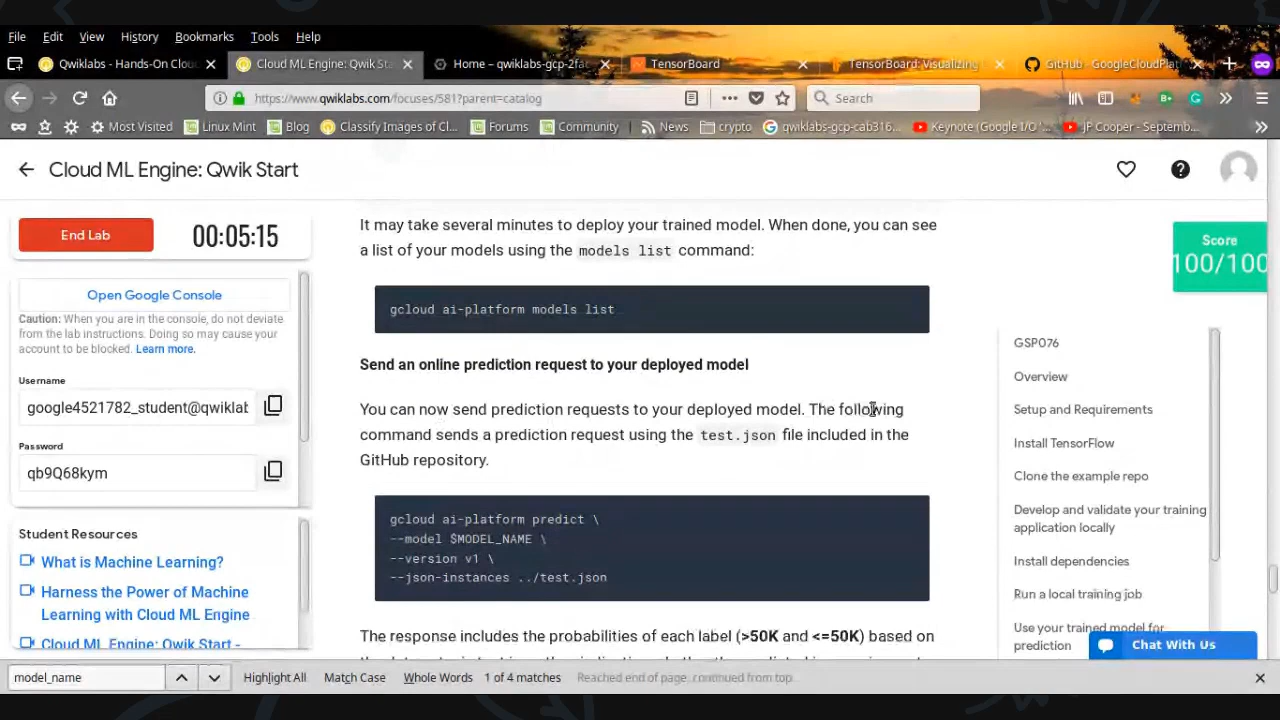 File Edit View History Bookmarks Tools Help
Qwiklabs - Hands-On Clou
Cloud ML Engine: Qwik Sta
Home – qwiklabs-gcp-2fac
TensorBoard
TensorBoard: Visualizing
GitHub - GoogleCloudPlat
https://www.qwiklabs.com/focuses/581?parent=catalog
Search
Most Visited
Linux Mint
Blog
Classify Images of Cl...
Forums
Community
News
crypto
qwiklabs-gcp-cab316...
Keynote (Google I/O '...
JP Cooper - Septemb...
Cloud ML Engine: Qwik Start
End Lab
00:05:15
Open Google Console
Caution: When you are in the console, do not deviate
from the lab instructions. Doing so may cause your
account to be blocked. Learn more.
Username
google4521782_student@qwiklab
Password
qb9Q68kym
Student Resources
What is Machine Learning?
Harness the Power of Machine
Learning with Cloud ML Engine
Cloud ML Engine: Qwik Start -
It may take several minutes to deploy your trained model. When done, you can see
a list of your models using the models list command:
gcloud ai-platform models list
Send an online prediction request to your deployed model
You can now send prediction requests to your deployed model. The following
command sends a prediction request using the test.json file included in the
GitHub repository.
gcloud ai-platform predict \
--model $MODEL_NAME \
--version v1 \
--json-instances ../test.json
The response includes the probabilities of each label (>50K and <=50K) based on
Score
100/100
GSP076
Overview
Setup and Requirements
Install TensorFlow
Clone the example repo
Develop and validate your training
application locally
Install dependencies
Run a local training job
Use your trained model for
prediction
Chat With Us
model_name
Highlight All
Match Case
Whole Words
1 of 4 matches
Reached end of page, continued from top